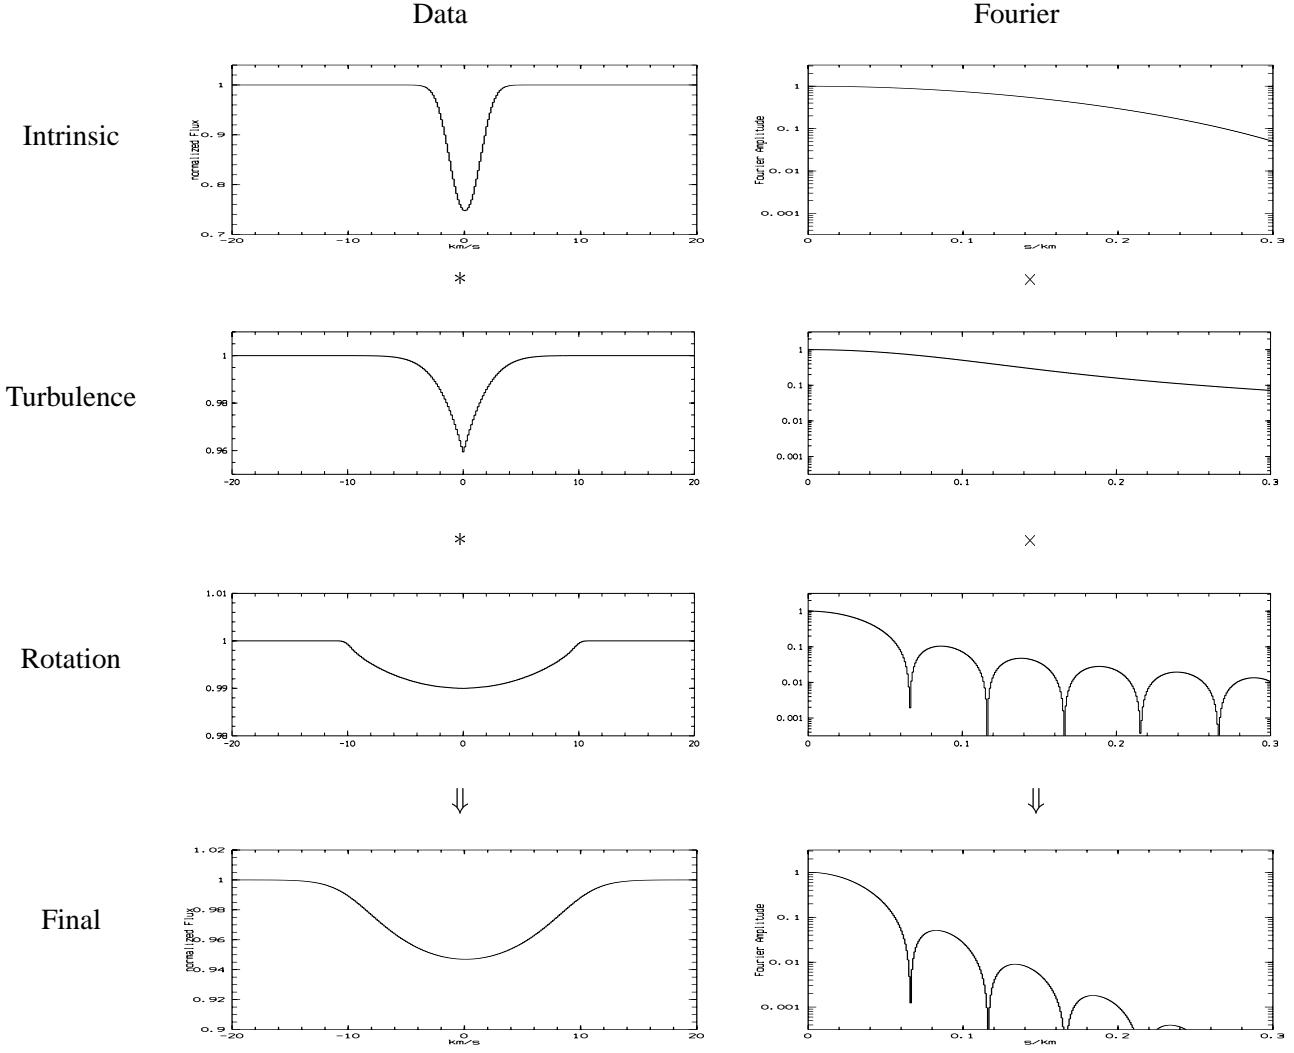 Data Fourier
Intrinsic
normalized Flux
1
0.9
0.8
0.7
-20 -10 0 10 20
km/s
Fourier Amplitude
1
0.1
0.01
0.001
0 0.1 0.2 0.3
s/km
* ×
Turbulence
1
0.98
0.96
-20 -10 0 10 20
1
0.1
0.01
0.001
0 0.1 0.2 0.3
* ×
Rotation
1.01
1
0.99
0.98
-20 -10 0 10 20
1
0.1
0.01
0.001
0 0.1 0.2 0.3
⇓ ⇓
Final
normalized Flux
1.02
1
0.98
0.96
0.94
0.92
0.9
-20 -10 0 10 20
km/s
Fourier Amplitude
1
0.1
0.01
0.001
0 0.1 0.2 0.3
s/km